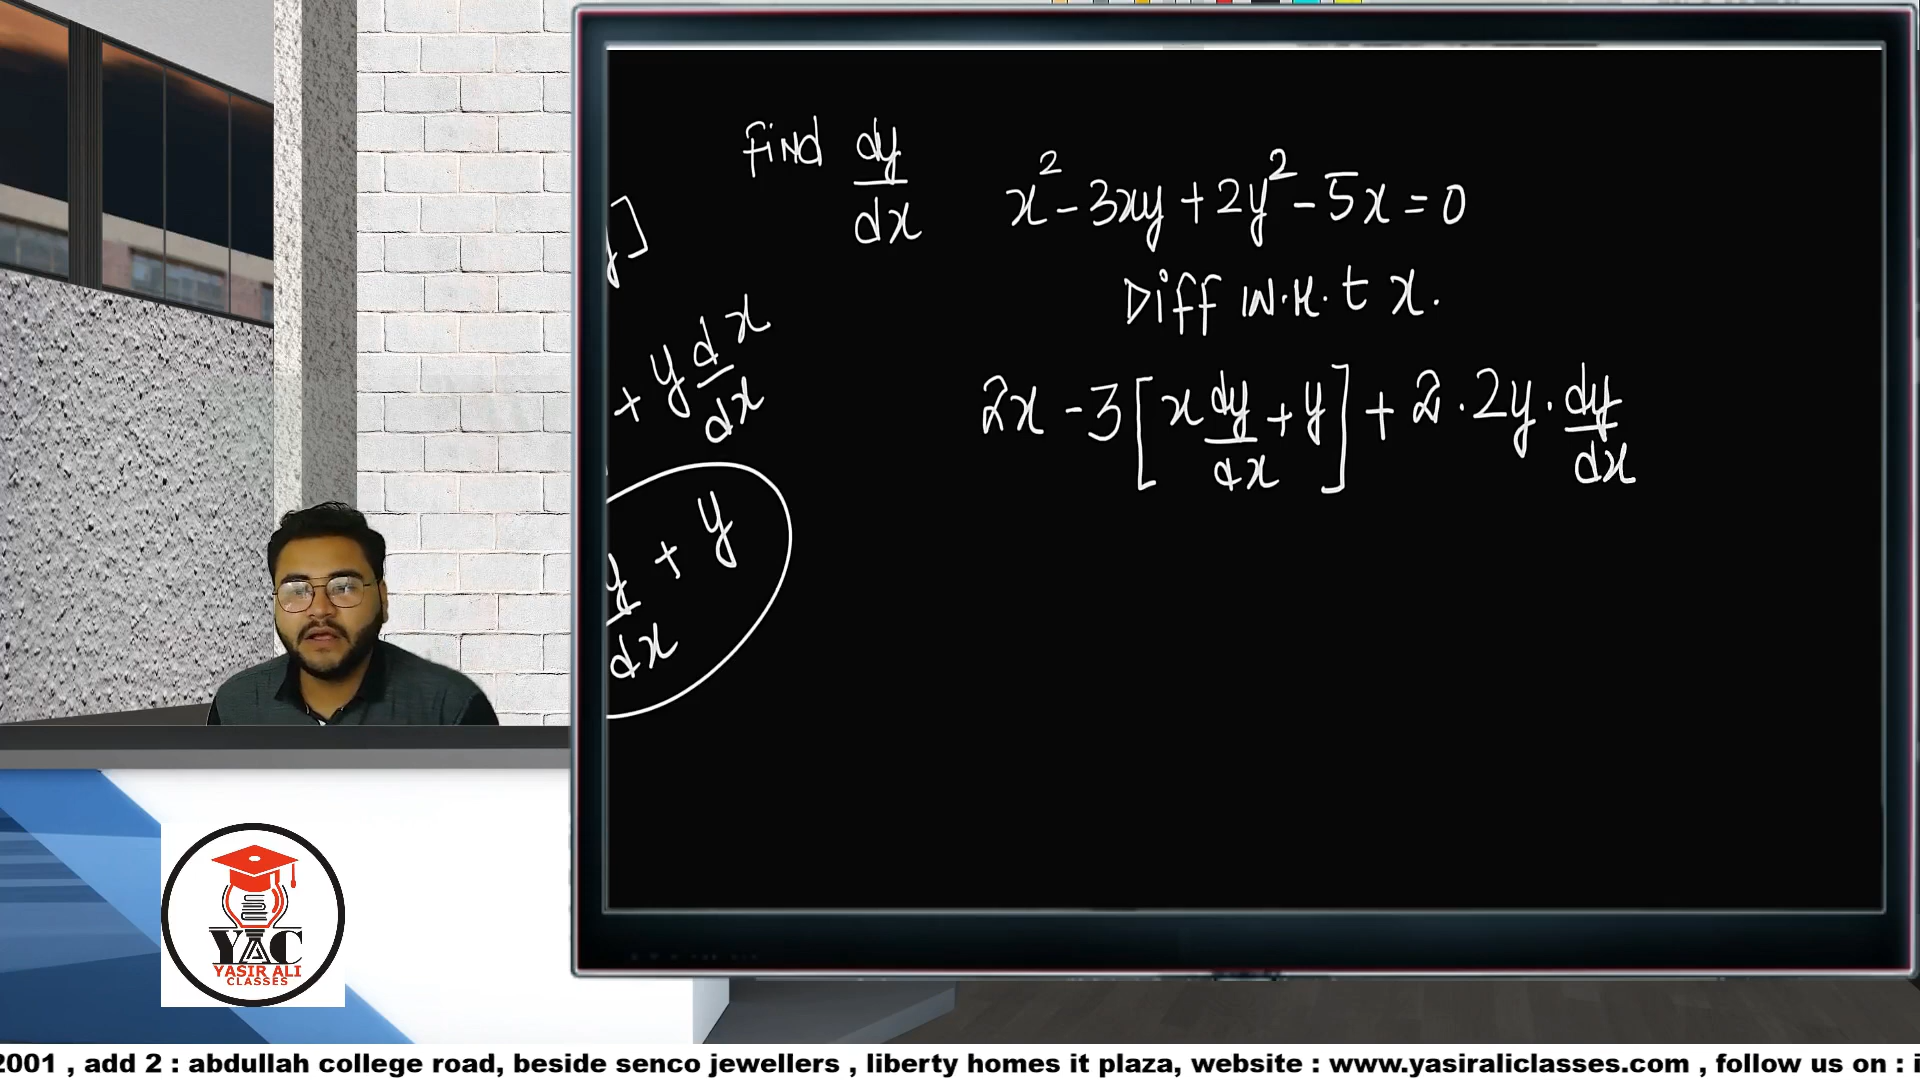 Find dy/dx x² - 3xy + 2y² - 5x = 0
y]
Diff W.R.t x.
+ y d/dx x
2x - 3[x dy/dx + y] + 2 · 2y · dy/dx
y/dx + y
YAC
YASIR ALI
CLASSES
2001 , add 2 : abdullah college road, beside senco jewellers , liberty homes it plaza, website : www.yasiraliclasses.com , follow us on : i